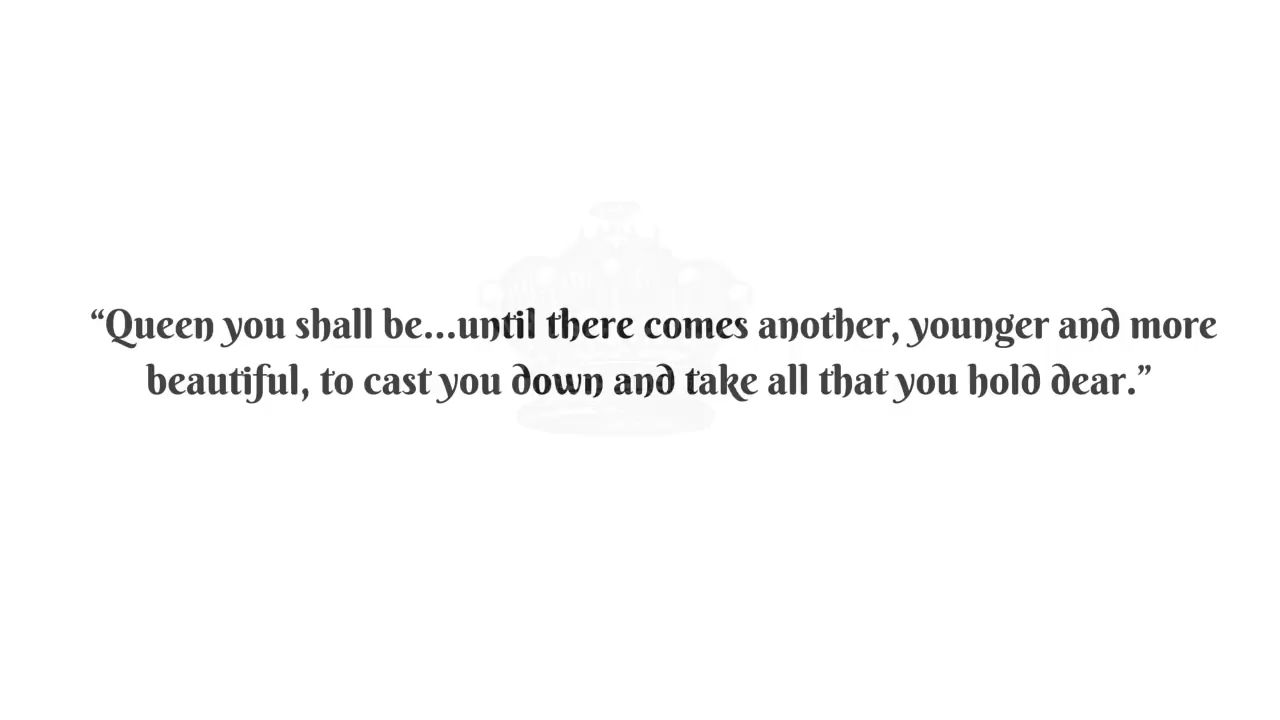 “Queen you shall be...until there comes another, younger and more
beautiful, to cast you down and take all that you hold dear.”